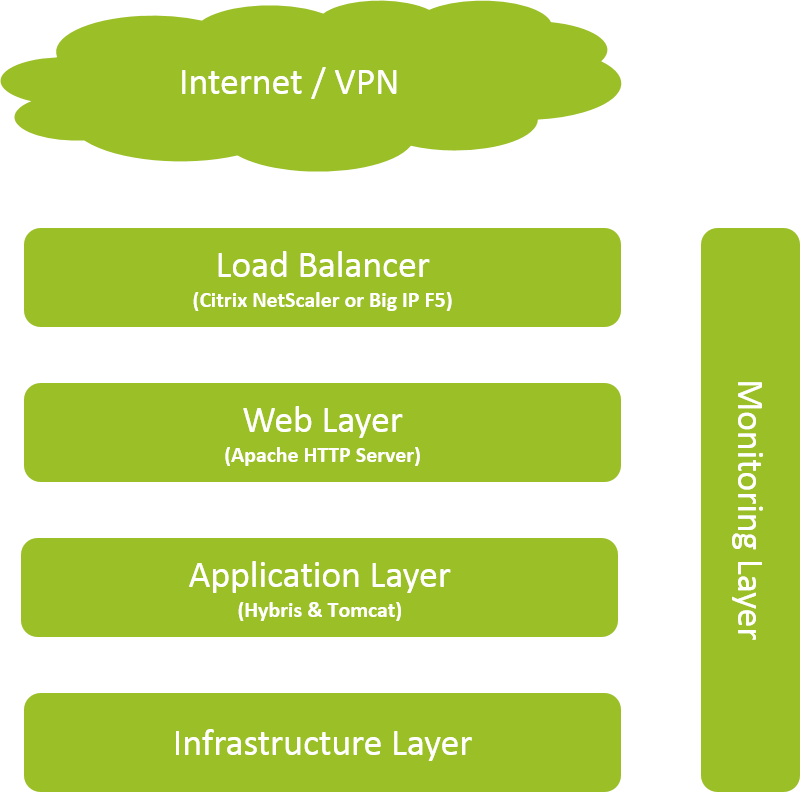 Internet / VPN
Load Balancer
(Citrix NetScaler or Big IP F5)
Web Layer
(Apache HTTP Server)
Application Layer
(Hybris & Tomcat)
Infrastructure Layer
Monitoring Layer